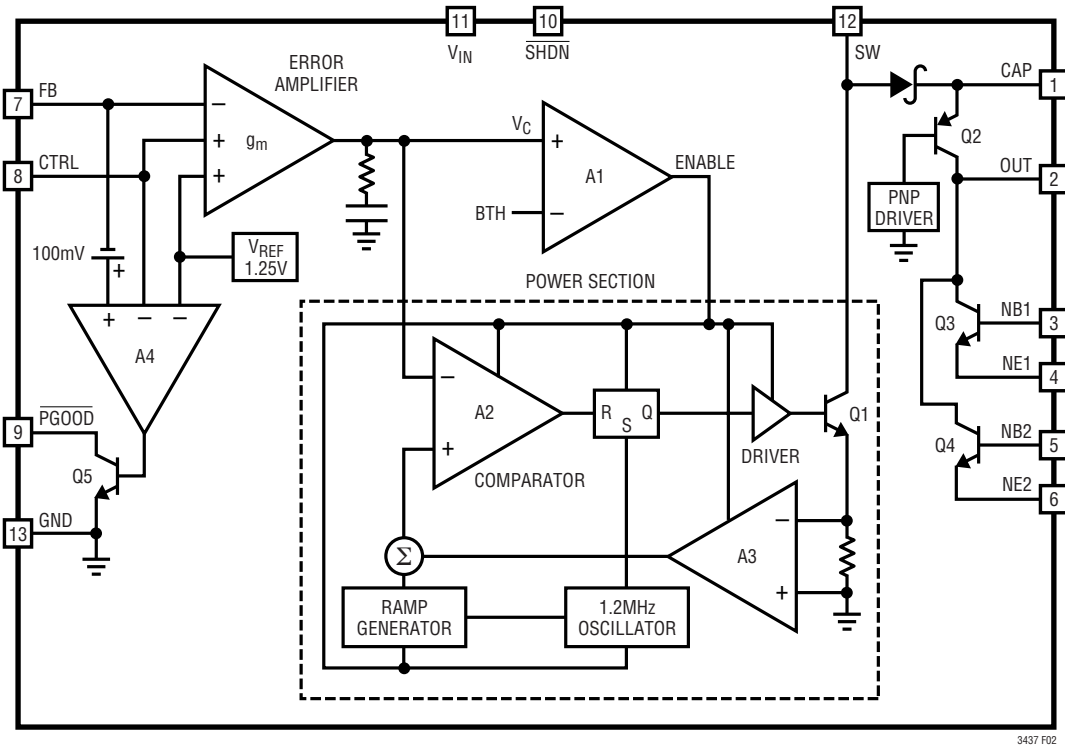 11
10
12
VIN
SHDN
SW
ERROR
AMPLIFIER
FB
7
CAP
1
−
+
gm
+
CTRL
8
VC
+
A1
ENABLE
BTH
−
Q2
OUT
2
PNP
DRIVER
100mV
+
VREF
1.25V
POWER SECTION
+
−
−
A4
Q3
NB1
3
NE1
4
−
A2
+
COMPARATOR
R
S
Q
DRIVER
Q1
PGOOD
9
Q5
Q4
NB2
5
NE2
6
GND
13
Σ
−
A3
+
RAMP
GENERATOR
1.2MHz
OSCILLATOR
3437 F02